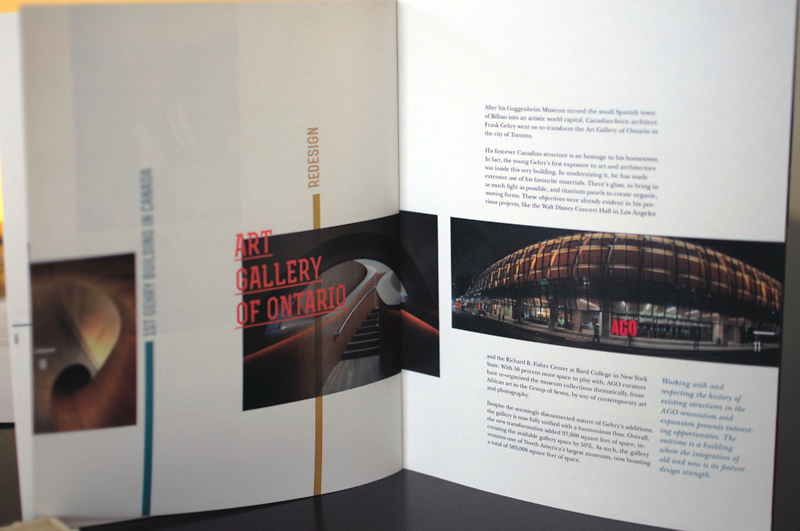 1ST GEHRY BUILDING IN CANADA
REDESIGN
ART
GALLERY
OF ONTARIO
After his Guggenheim Museum turned the small Spanish town
of Bilbao into an artistic world capital, Canadian-born architect
Frank Gehry went on to transform the Art Gallery of Ontario in
the city of Toronto.
His first-ever Canadian structure is an homage to his hometown.
In fact, the young Gehry's first exposure to art and architecture
was inside this very building. In modernizing it, he has made
extensive use of his favourite materials. There's glass, to bring in
as much light as possible, and titanium panels to create organic,
moving forms. These objectives were already evident in his pre-
vious projects, like the Walt Disney Concert Hall in Los Angeles
AGO
11
and the Richard B. Fisher Center at Bard College in New York
State. With 50 percent more space to play with, AGO curators
have re-organized the museum collections thematically, from
African art to the Group of Seven, by way of contemporary art
and photography.
Despite the seemingly disconnected nature of Gehry's additions,
the gallery is now fully unified with a harmonious flow. Overall,
the new transformation added 97,000 square feet of space, in-
creasing the available gallery space by 50%. As such, the gallery
remains one of North America's largest museums, now boasting
a total of 583,000 square feet of space.
Working with and
respecting the history of
existing structures in the
AGO renovation and
expansion presents interest-
ing opportunities. The
outcome is a building
where the integration of
old and new is its feature
design strength.